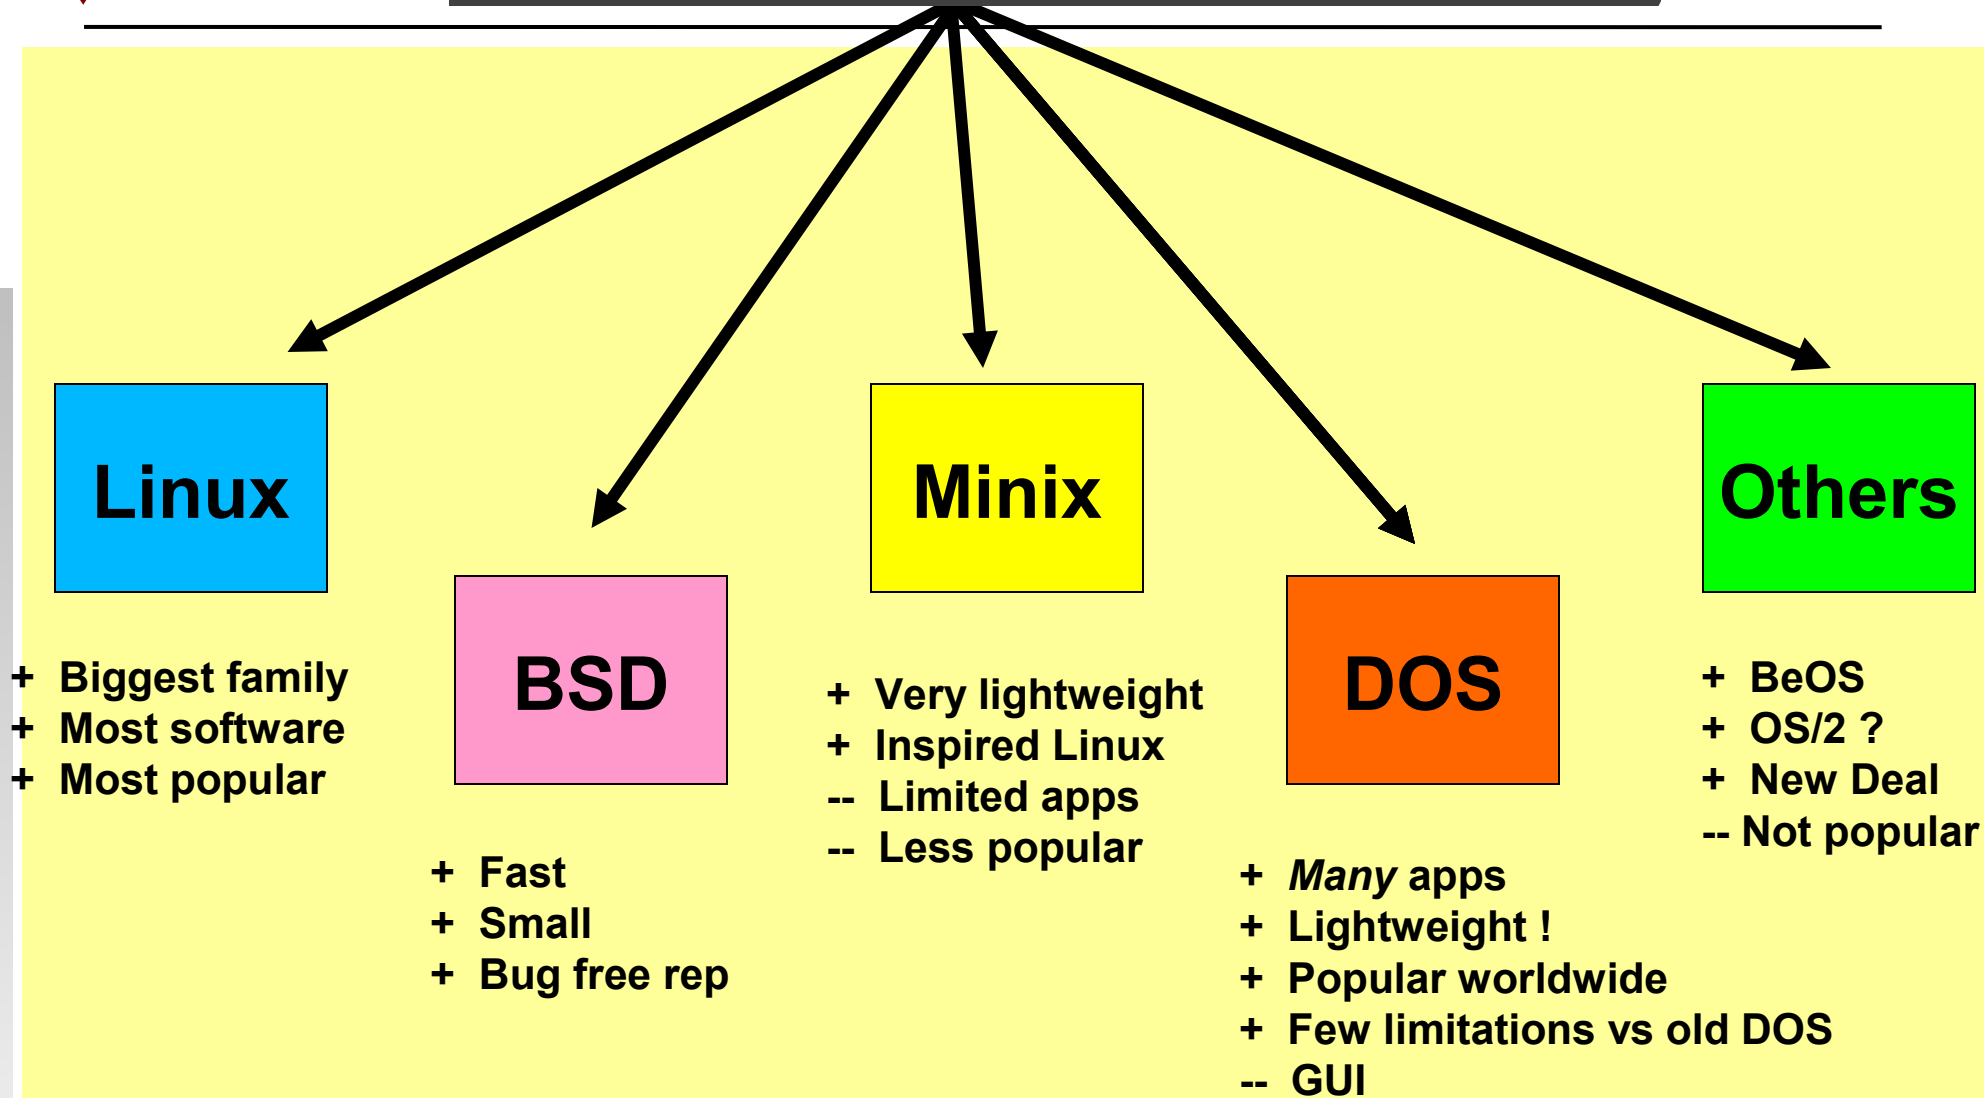 Linux
+ Biggest family
+ Most software
+ Most popular
BSD
+ Fast
+ Small
+ Bug free rep
Minix
+ Very lightweight
+ Inspired Linux
-- Limited apps
-- Less popular
DOS
+ Many apps
+ Lightweight !
+ Popular worldwide
+ Few limitations vs old DOS
-- GUI
Others
+ BeOS
+ OS/2 ?
+ New Deal
-- Not popular